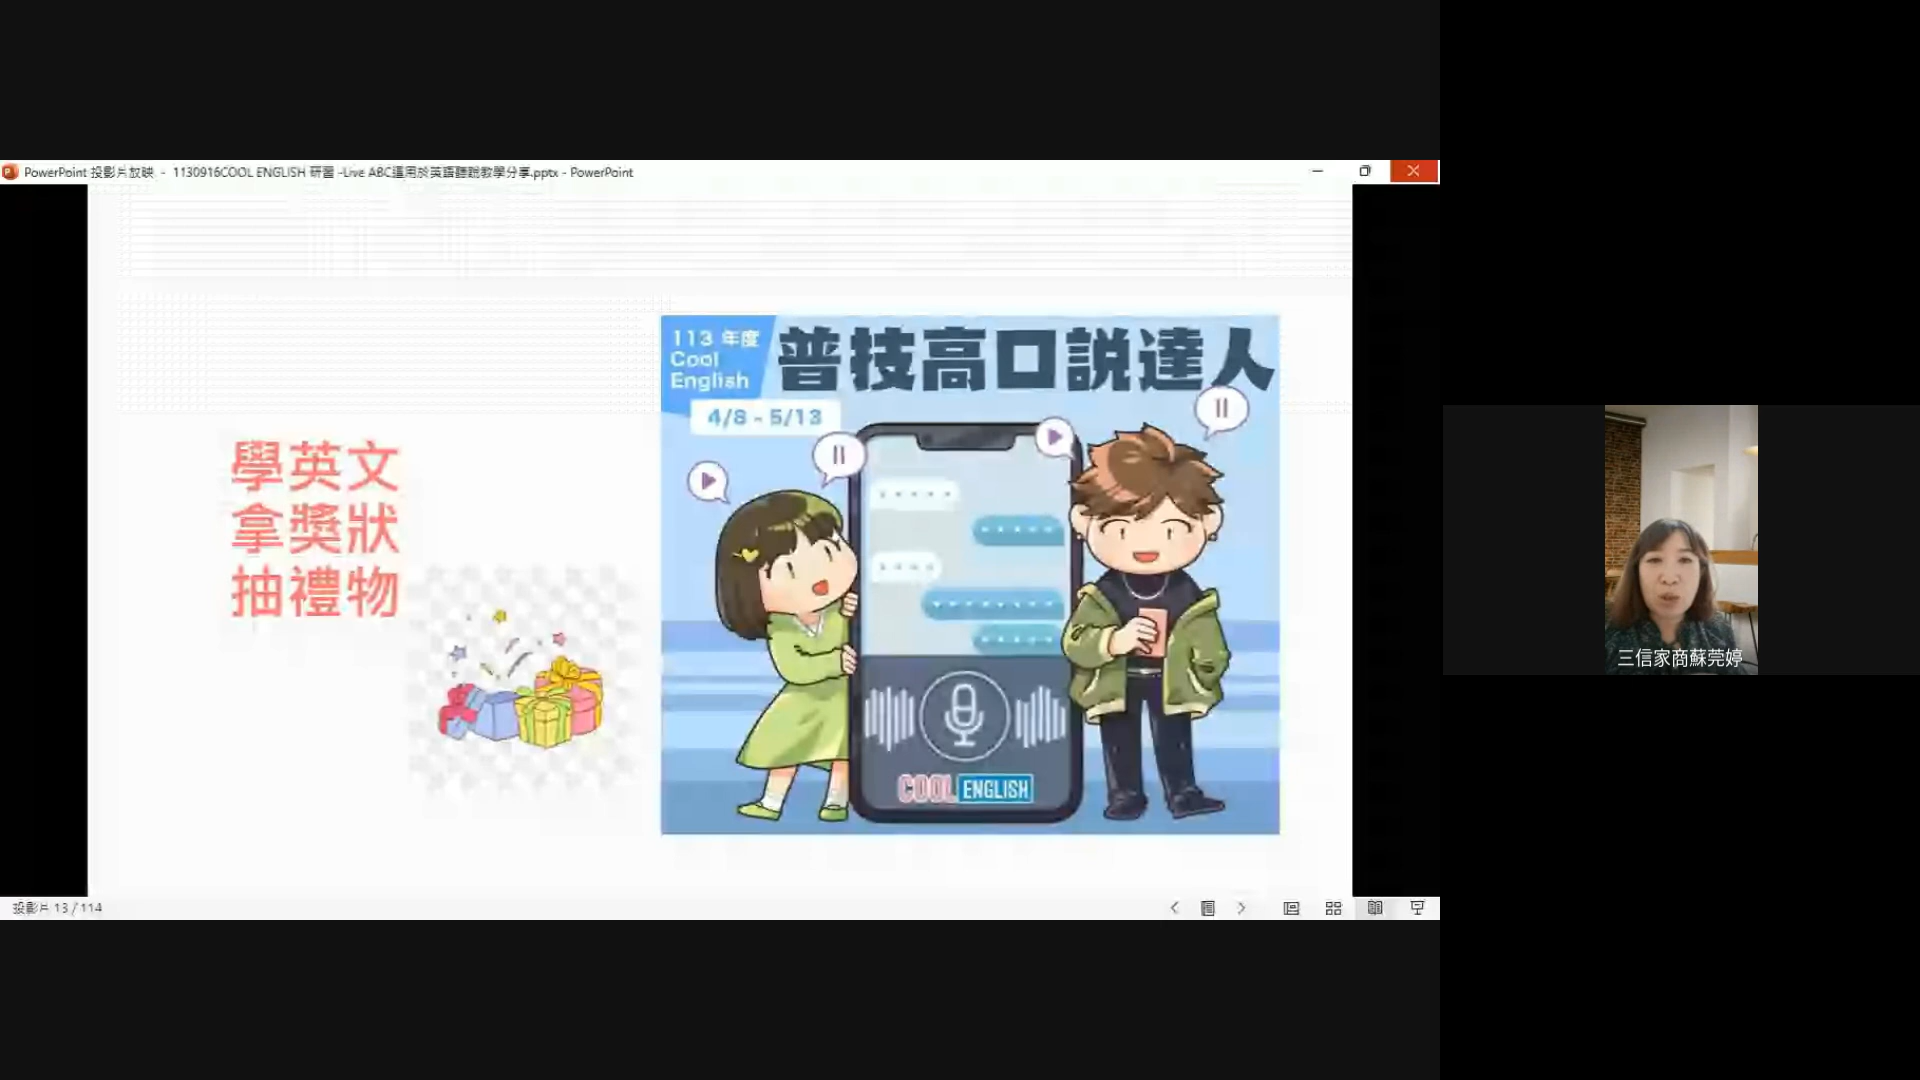 PowerPoint 投影片放映 - 1130916COOL ENGLISH 研習 -Live ABC運用於英語聽說教學分享.pptx - PowerPoint
113 年度
Cool
English
普技高口說達人
4/8 - 5/13
學英文
拿獎狀
抽禮物
COOL ENGLISH
三信家商蘇莞婷
投影片 13 / 114